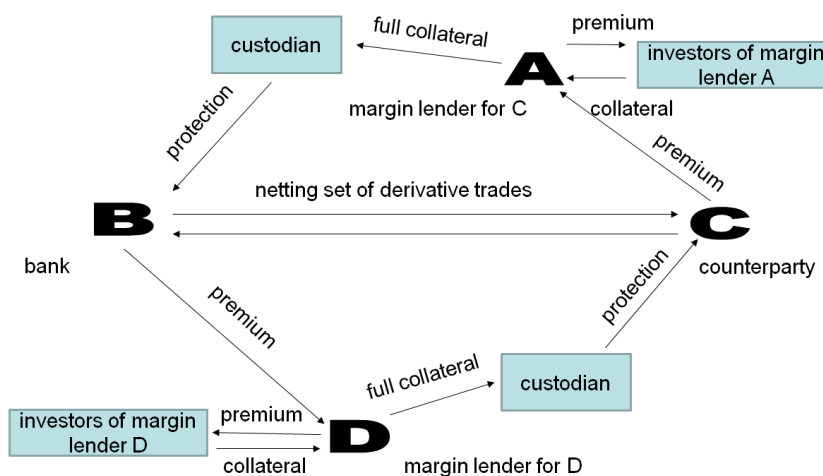 custodian
full collateral
premium
A
investors of margin
lender A
margin lender for C
collateral
protection
premium
netting set of derivative trades
B
C
bank
counterparty
premium
protection
full collateral
custodian
investors of margin
lender D
premium
D
collateral
margin lender for D